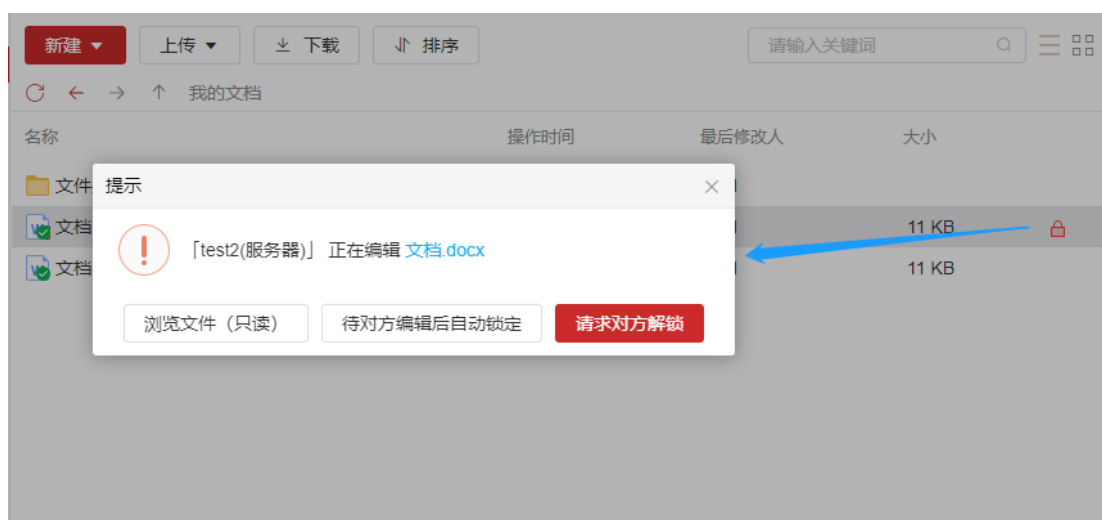 新建 上传 下载 排序 请输入关键词
我的文档
名称 操作时间 最后修改人 大小
文件
提示
文档 11 KB
「test2(服务器)」 正在编辑 文档.docx
文档 11 KB
浏览文件（只读） 待对方编辑后自动锁定 请求对方解锁